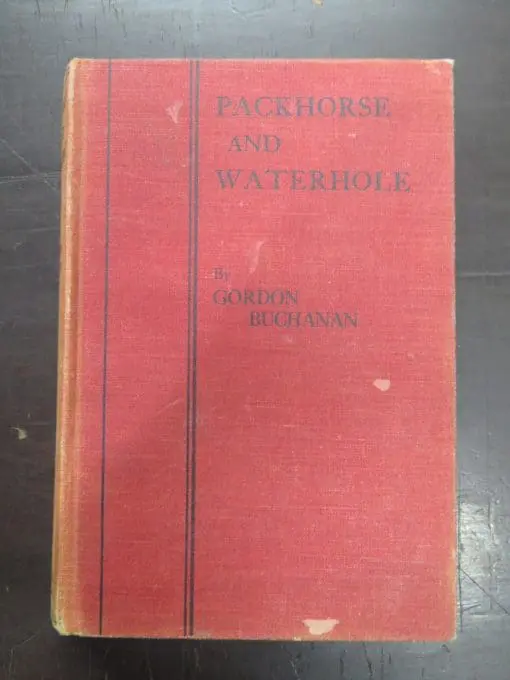 PACKHORSE
AND
WATERHOLE
By
GORDON
BUCHANAN